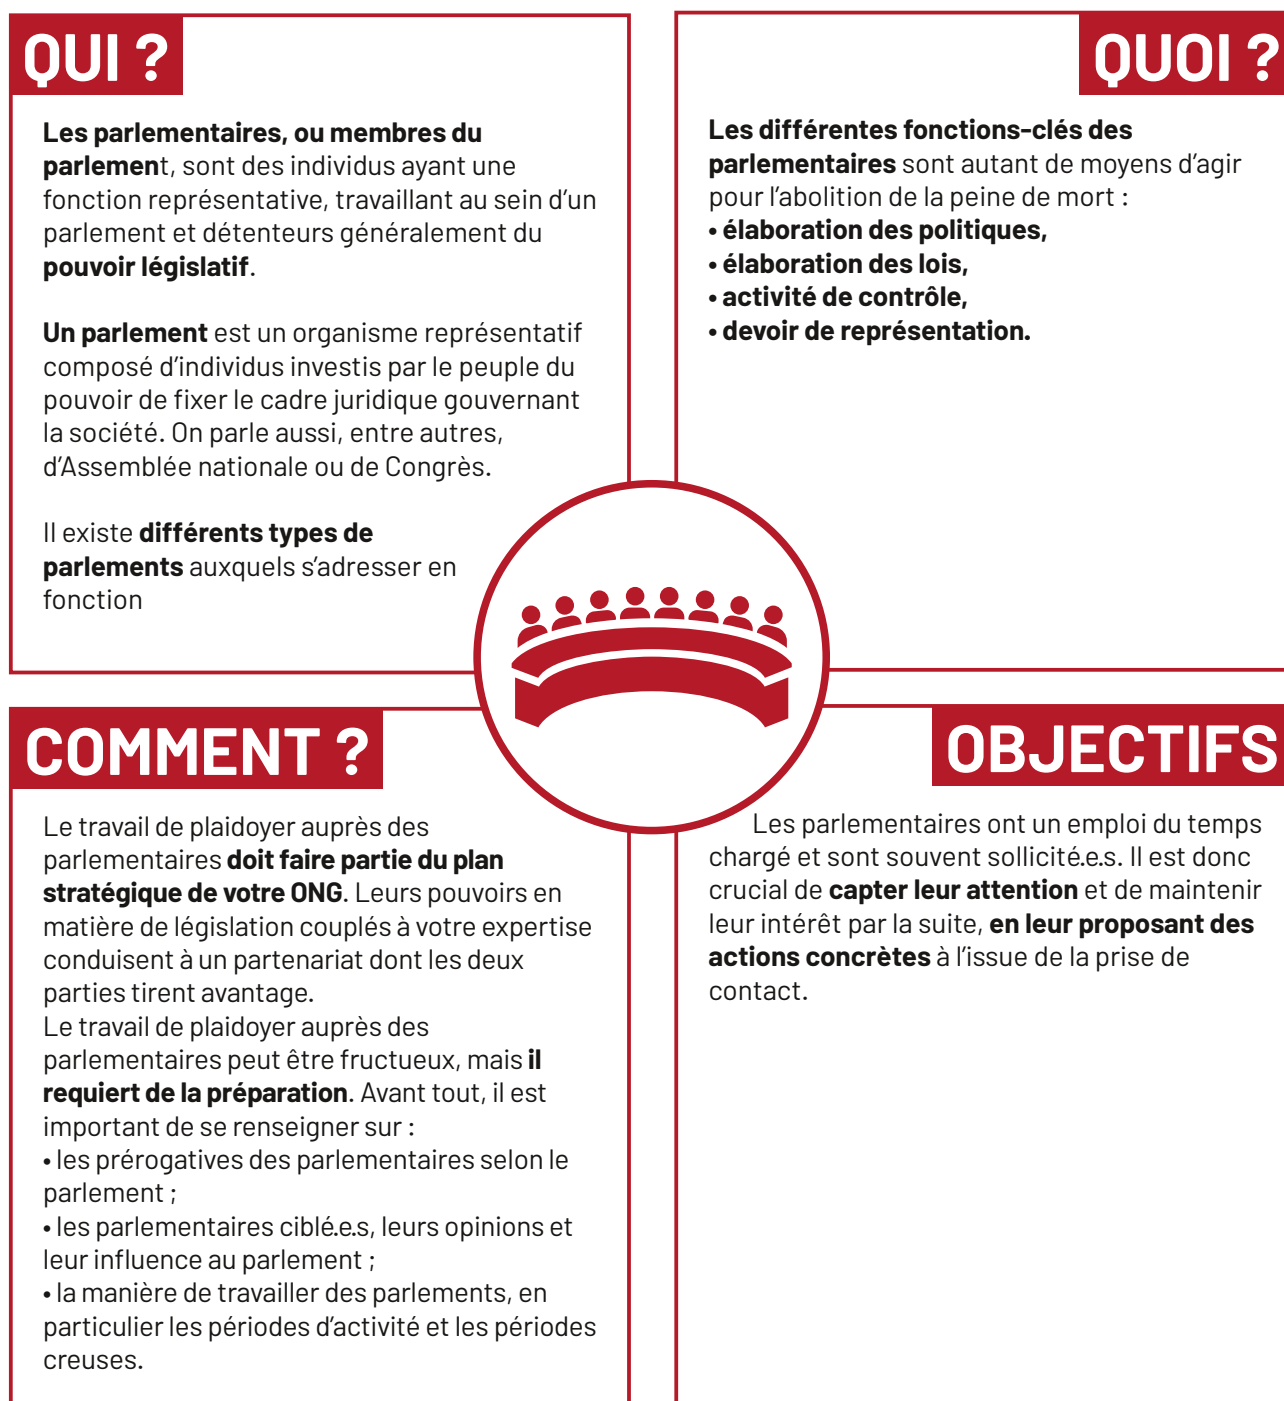 QUI ?
Les parlementaires, ou membres du
parlement, sont des individus ayant une
fonction représentative, travaillant au sein d’un
parlement et détenteurs généralement du
pouvoir législatif.
Un parlement est un organisme représentatif
composé d’individus investis par le peuple du
pouvoir de fixer le cadre juridique gouvernant
la société. On parle aussi, entre autres,
d’Assemblée nationale ou de Congrès.
Il existe différents types de
parlements auxquels s’adresser en
fonction
QUOI ?
Les différentes fonctions-clés des
parlementaires sont autant de moyens d’agir
pour l’abolition de la peine de mort :
• élaboration des politiques,
• élaboration des lois,
• activité de contrôle,
• devoir de représentation.
COMMENT ?
Le travail de plaidoyer auprès des
parlementaires doit faire partie du plan
stratégique de votre ONG. Leurs pouvoirs en
matière de législation couplés à votre expertise
conduisent à un partenariat dont les deux
parties tirent avantage.
Le travail de plaidoyer auprès des
parlementaires peut être fructueux, mais il
requiert de la préparation. Avant tout, il est
important de se renseigner sur :
• les prérogatives des parlementaires selon le
parlement ;
• les parlementaires ciblé.e.s, leurs opinions et
leur influence au parlement ;
• la manière de travailler des parlements, en
particulier les périodes d’activité et les périodes
creuses.
OBJECTIFS
Les parlementaires ont un emploi du temps
chargé et sont souvent sollicité.e.s. Il est donc
crucial de capter leur attention et de maintenir
leur intérêt par la suite, en leur proposant des
actions concrètes à l’issue de la prise de
contact.